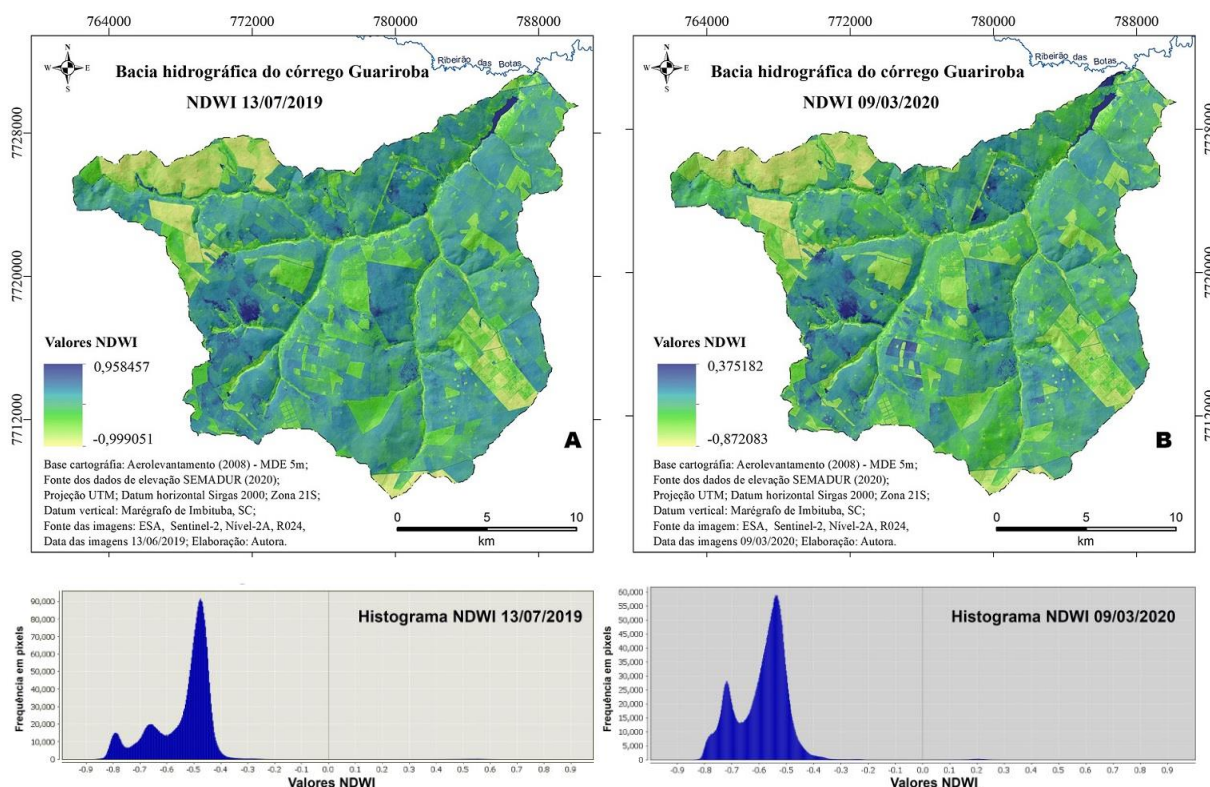 764000 772000 780000 788000
Ribeirão das Botas
N
W E
S
Bacia hidrográfica do córrego Guariroba
NDWI 13/07/2019
7728000
7720000
7712000
Valores NDWI
0,958457
-0,999051
A
Base cartográfia: Aerolevantamento (2008) - MDE 5m;
Fonte dos dados de elevação SEMADUR (2020);
Projeção UTM; Datum horizontal Sirgas 2000; Zona 21S;
Datum vertical: Marégrafo de Imbituba, SC;
Fonte das imagens: ESA, Sentinel-2, Nível-2A, R024,
Data das imagens 13/06/2019; Elaboração: Autora.
0 5 10
km
764000 772000 780000 788000
Ribeirão das Botas
N
W E
S
Bacia hidrográfica do córrego Guariroba
NDWI 09/03/2020
7728000
7720000
7712000
Valores NDWI
0,375182
-0,872083
B
Base cartográfia: Aerolevantamento (2008) - MDE 5m;
Fonte dos dados de elevação SEMADUR (2020);
Projeção UTM; Datum horizontal Sirgas 2000; Zona 21S;
Datum vertical: Marégrafo de Imbituba, SC;
Fonte da imagem: ESA, Sentinel-2, Nível-2A, R024,
Data das imagens 09/03/2020; Elaboração: Autora.
0 5 10
km
Histograma NDWI 13/07/2019
Frequência em pixels
90,000
80,000
70,000
60,000
50,000
40,000
30,000
20,000
10,000
0
-0.9 -0.8 -0.7 -0.6 -0.5 -0.4 -0.3 -0.2 -0.1 0.0 0.1 0.2 0.3 0.4 0.5 0.6 0.7 0.8 0.9
Valores NDWI
Histograma NDWI 09/03/2020
Frequência em pixels
60,000
55,000
50,000
45,000
40,000
35,000
30,000
25,000
20,000
15,000
10,000
5,000
0
-0.9 -0.8 -0.7 -0.6 -0.5 -0.4 -0.3 -0.2 -0.1 0.0 0.1 0.2 0.3 0.4 0.5 0.6 0.7 0.8 0.9
Valores NDWI